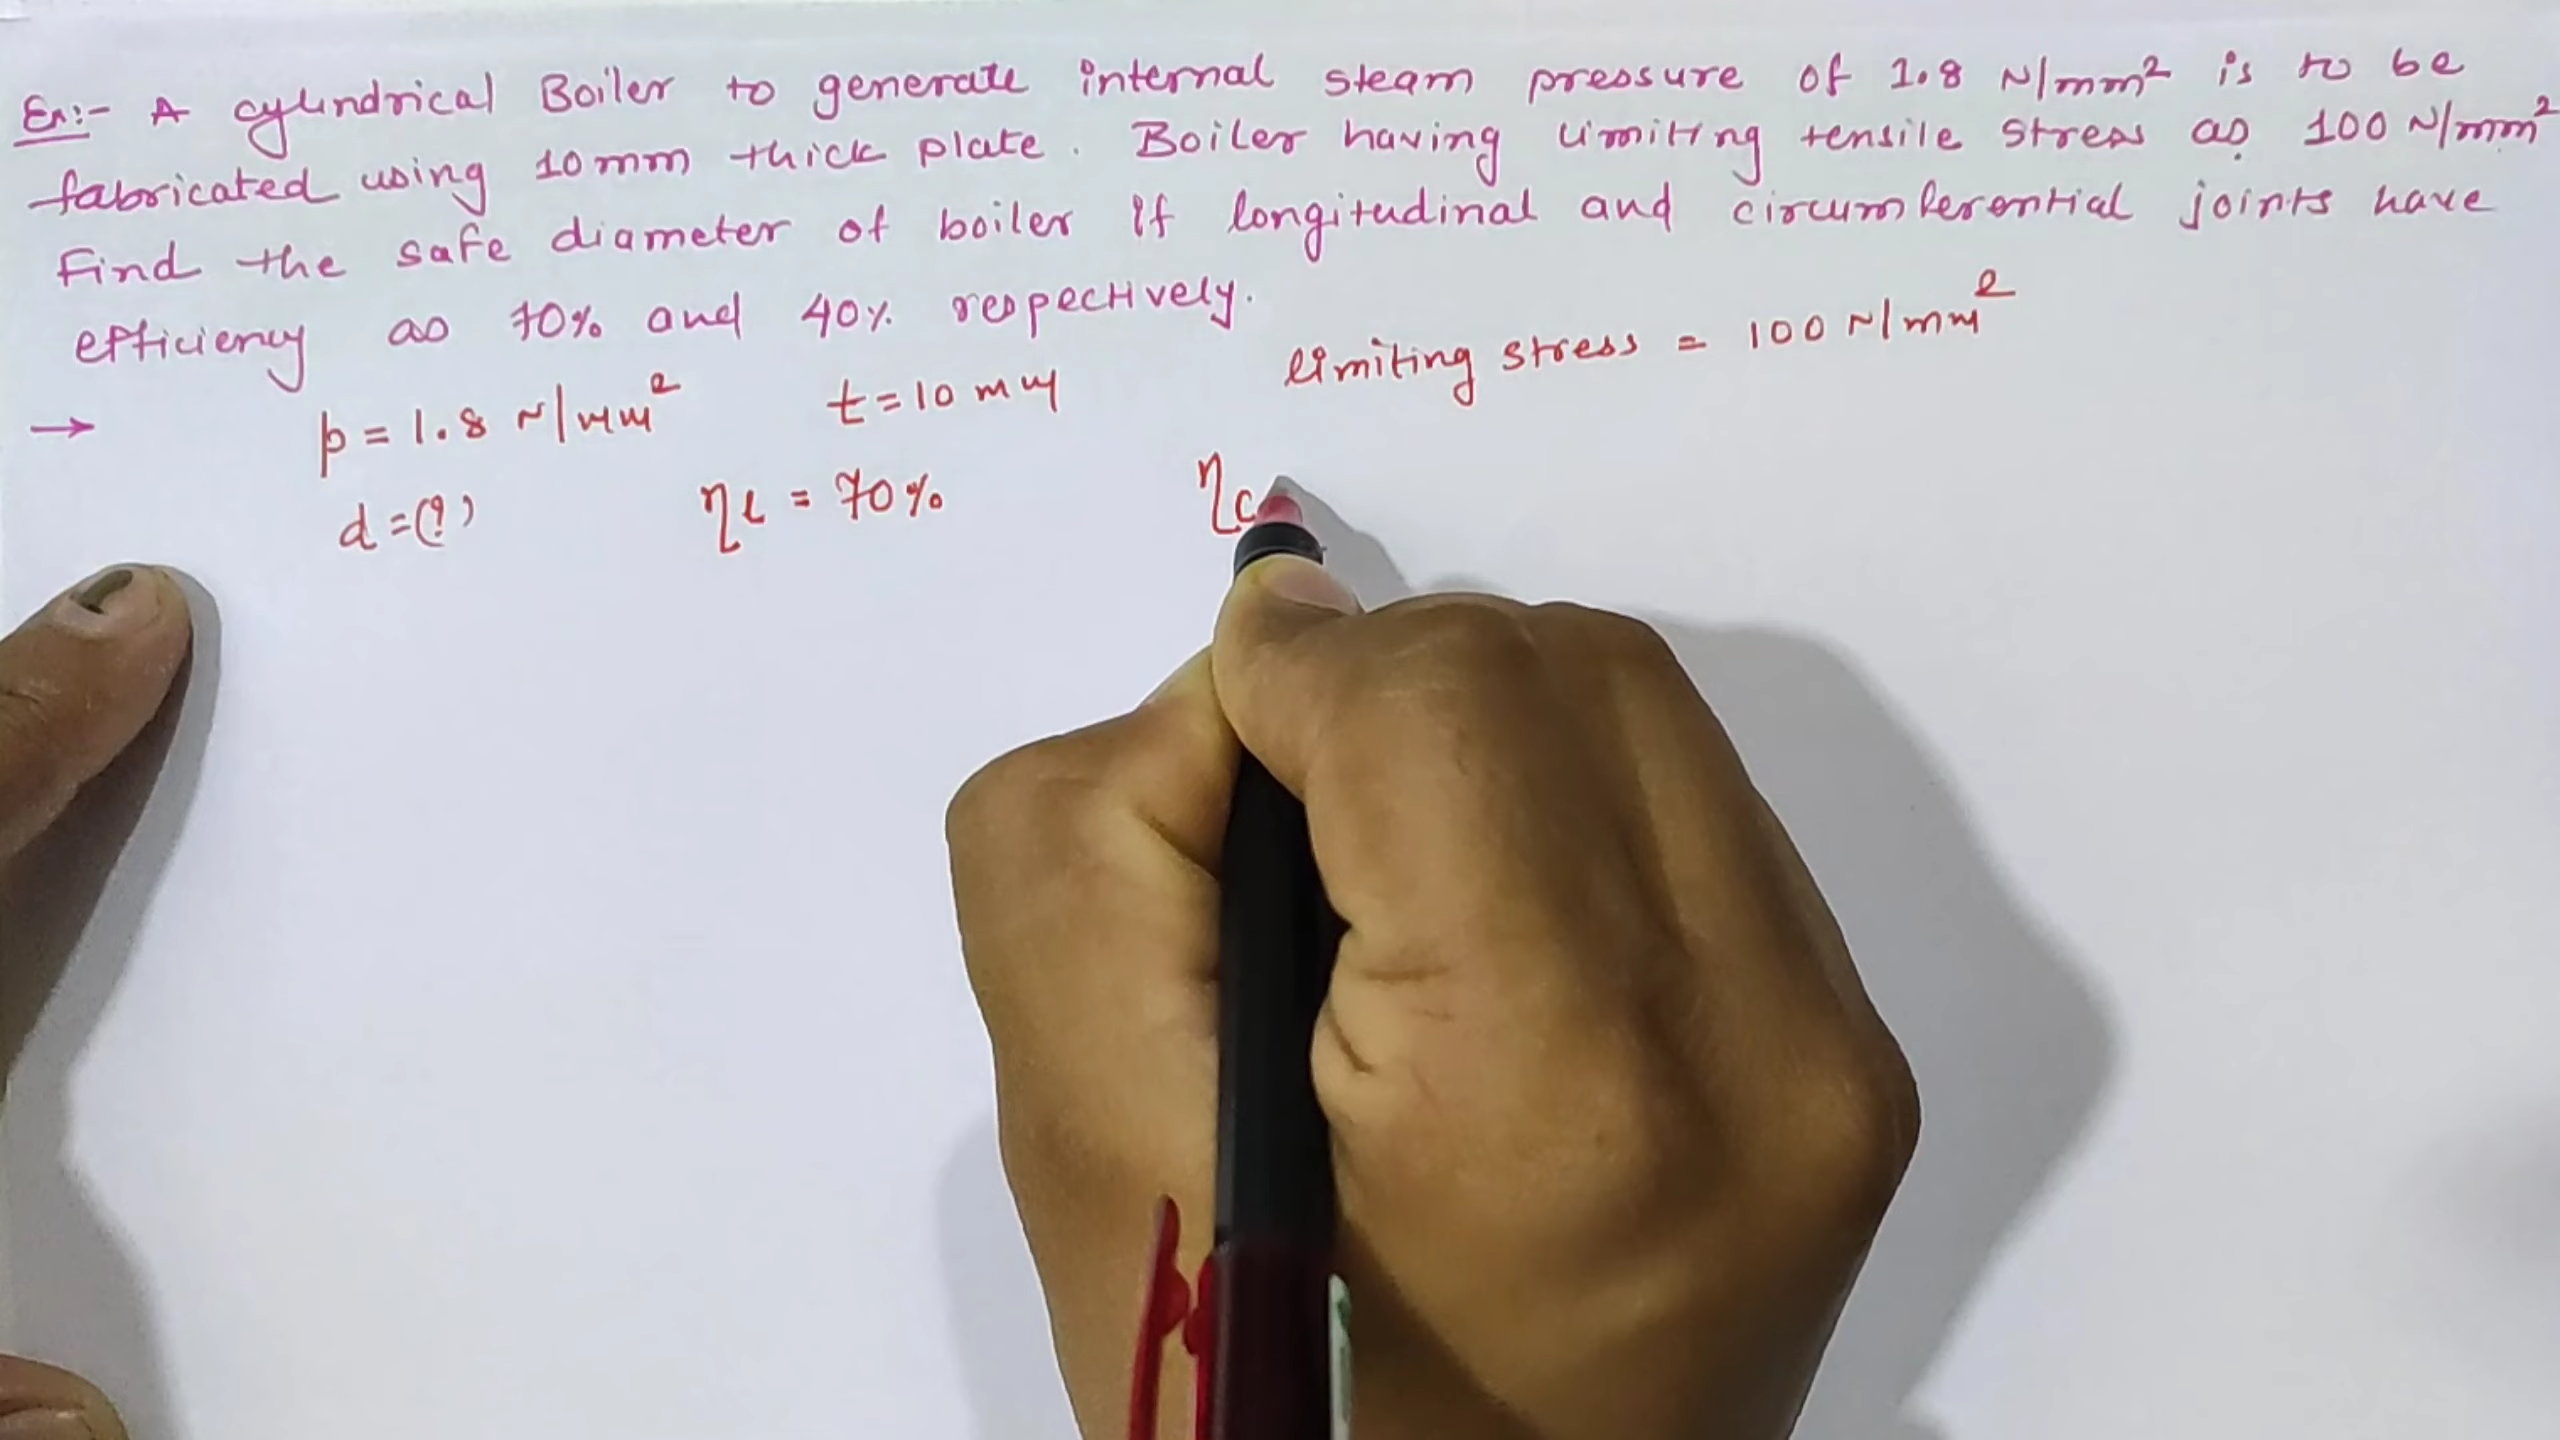 Ex:- A cylindrical Boiler to generate internal steam pressure of 1.8 N/mm² is to be
fabricated using 10mm thick plate. Boiler having limiting tensile stress as 100 N/mm²
Find the safe diameter of boiler if longitudinal and circumferential joints have
efficiency as 70% and 40% respectively.
→ p = 1.8 N/mm² t = 10 mm limiting stress = 100 N/mm²
d = (?) ηl = 70% ηc